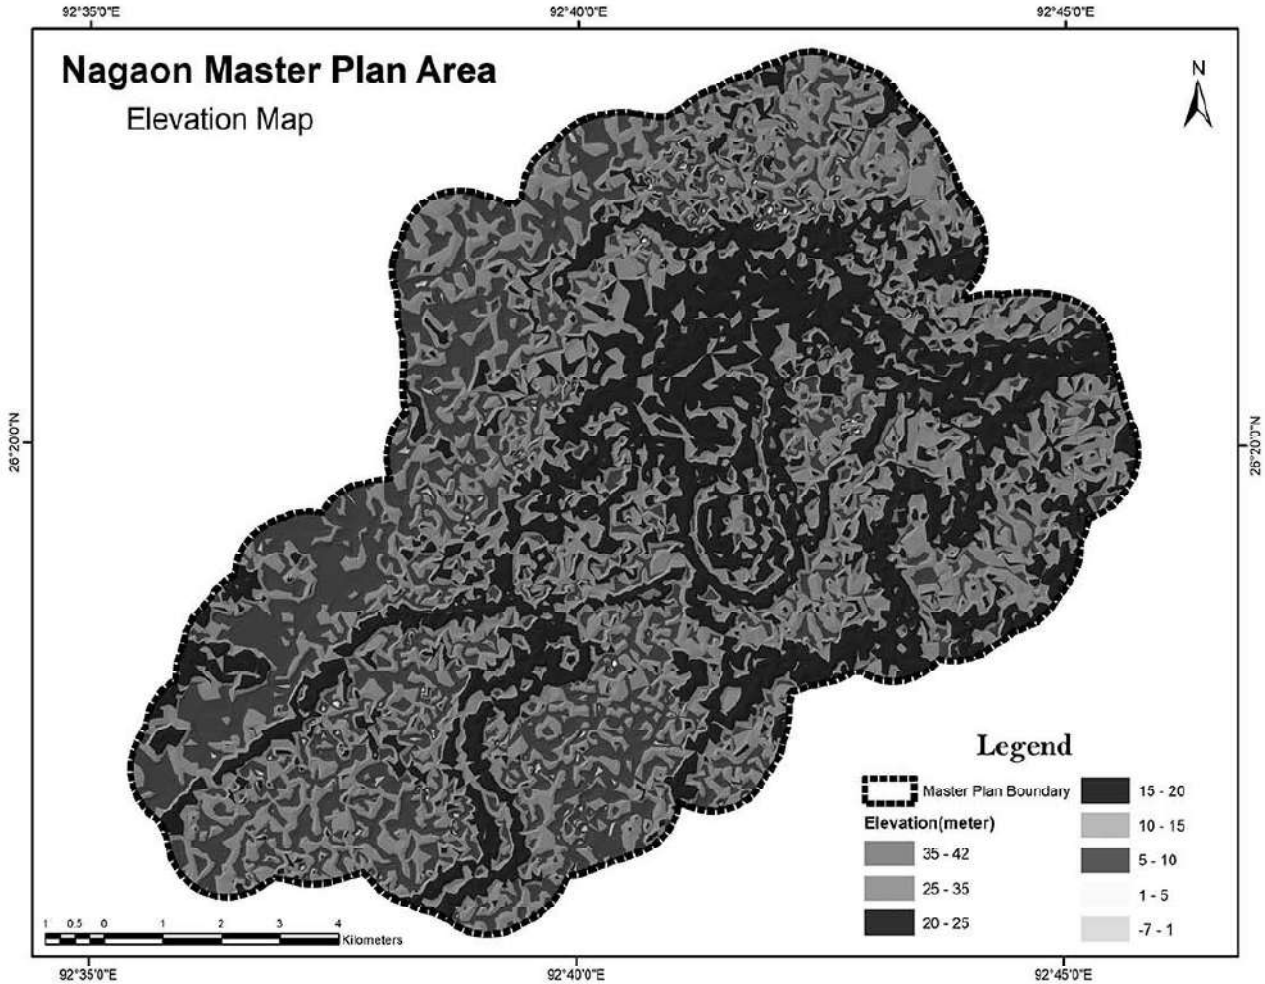 92°35'0"E 92°40'0"E 92°45'0"E
Nagaon Master Plan Area
Elevation Map
N
26°20'0"N
26°20'0"N
Legend
Master Plan Boundary
Elevation(meter)
35 - 42
25 - 35
20 - 25
15 - 20
10 - 15
5 - 10
1 - 5
-7 - 1
1 0.5 0 1 2 3 4
Kilometers
92°35'0"E 92°40'0"E 92°45'0"E